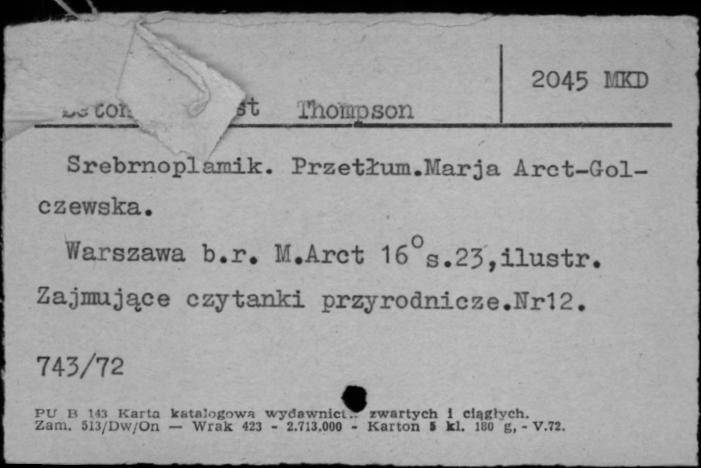 2045 MKD
Thompson
Srebrnoplamik. Przetłum.Marja Arct-Gol-
czewska.
Warszawa b.r. M.Arct 16° s.23,ilustr.
Zajmujące czytanki przyrodnicze.Nr12.
743/72
PU B 143 Karta katalogowa wydawnict. zwartych i ciągłych.
Zam. 513/Dw/On — Wrak 423 - 2.713.000 - Karton 5 kl. 180 g, - V.72.